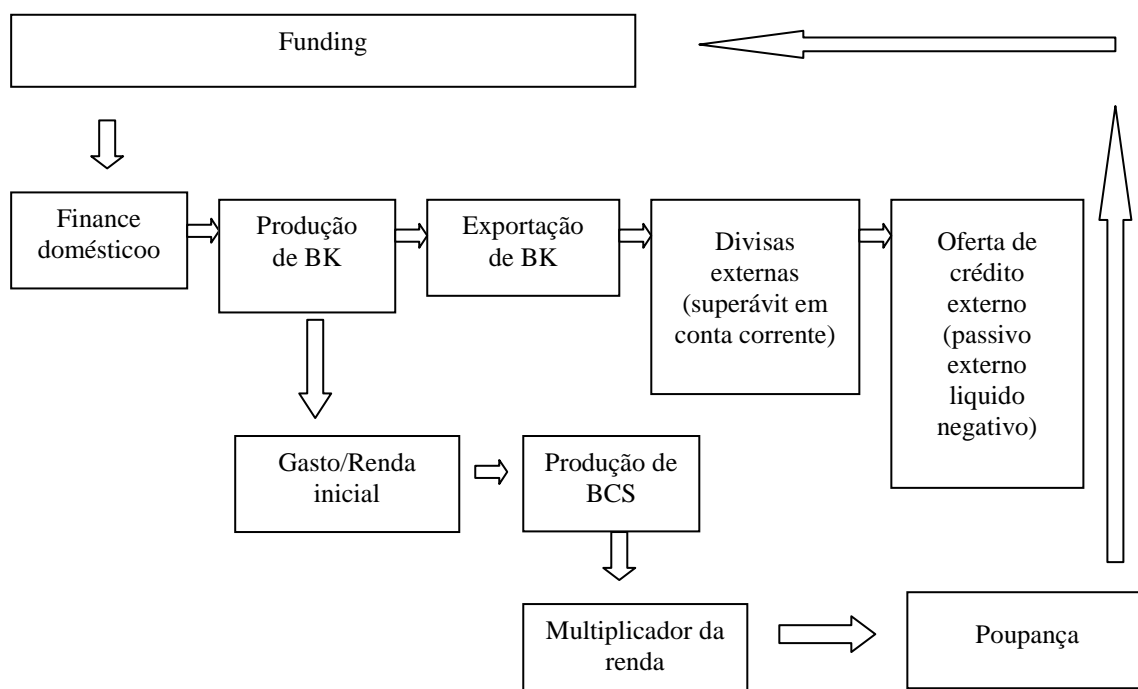 Funding
Finance
domésticoo
Produção
de BK
Exportação
de BK
Divisas
externas
(superávit em
conta corrente)
Oferta de
crédito
externo
(passivo
externo
liquido
negativo)
Gasto/Renda
inicial
Produção de
BCS
Multiplicador da
renda
Poupança